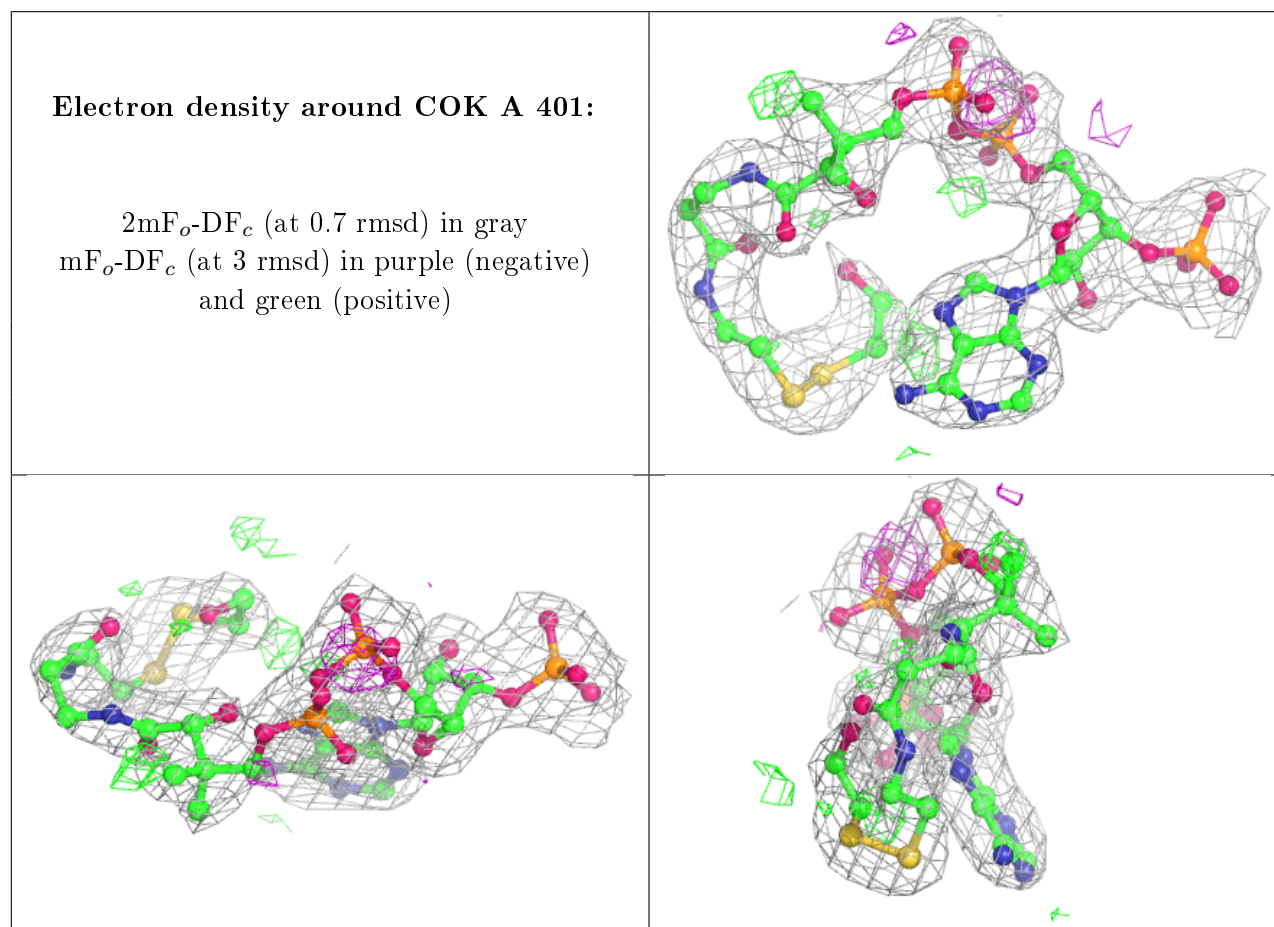 Electron density around COK A 401:
2mFo-DFc (at 0.7 rmsd) in gray
mFo-DFc (at 3 rmsd) in purple (negative)
and green (positive)